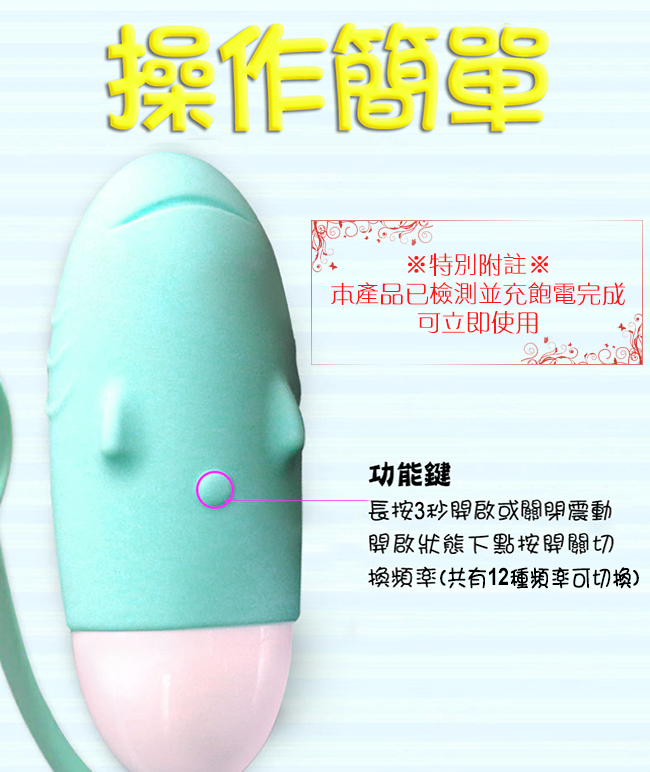 操作簡單
※特別附註※
本產品已檢測並充飽電完成
可立即使用
功能鍵
長按3秒開啟或關閉震動
開啟狀態下點按開關切
換頻率(共有12種頻率可切換)